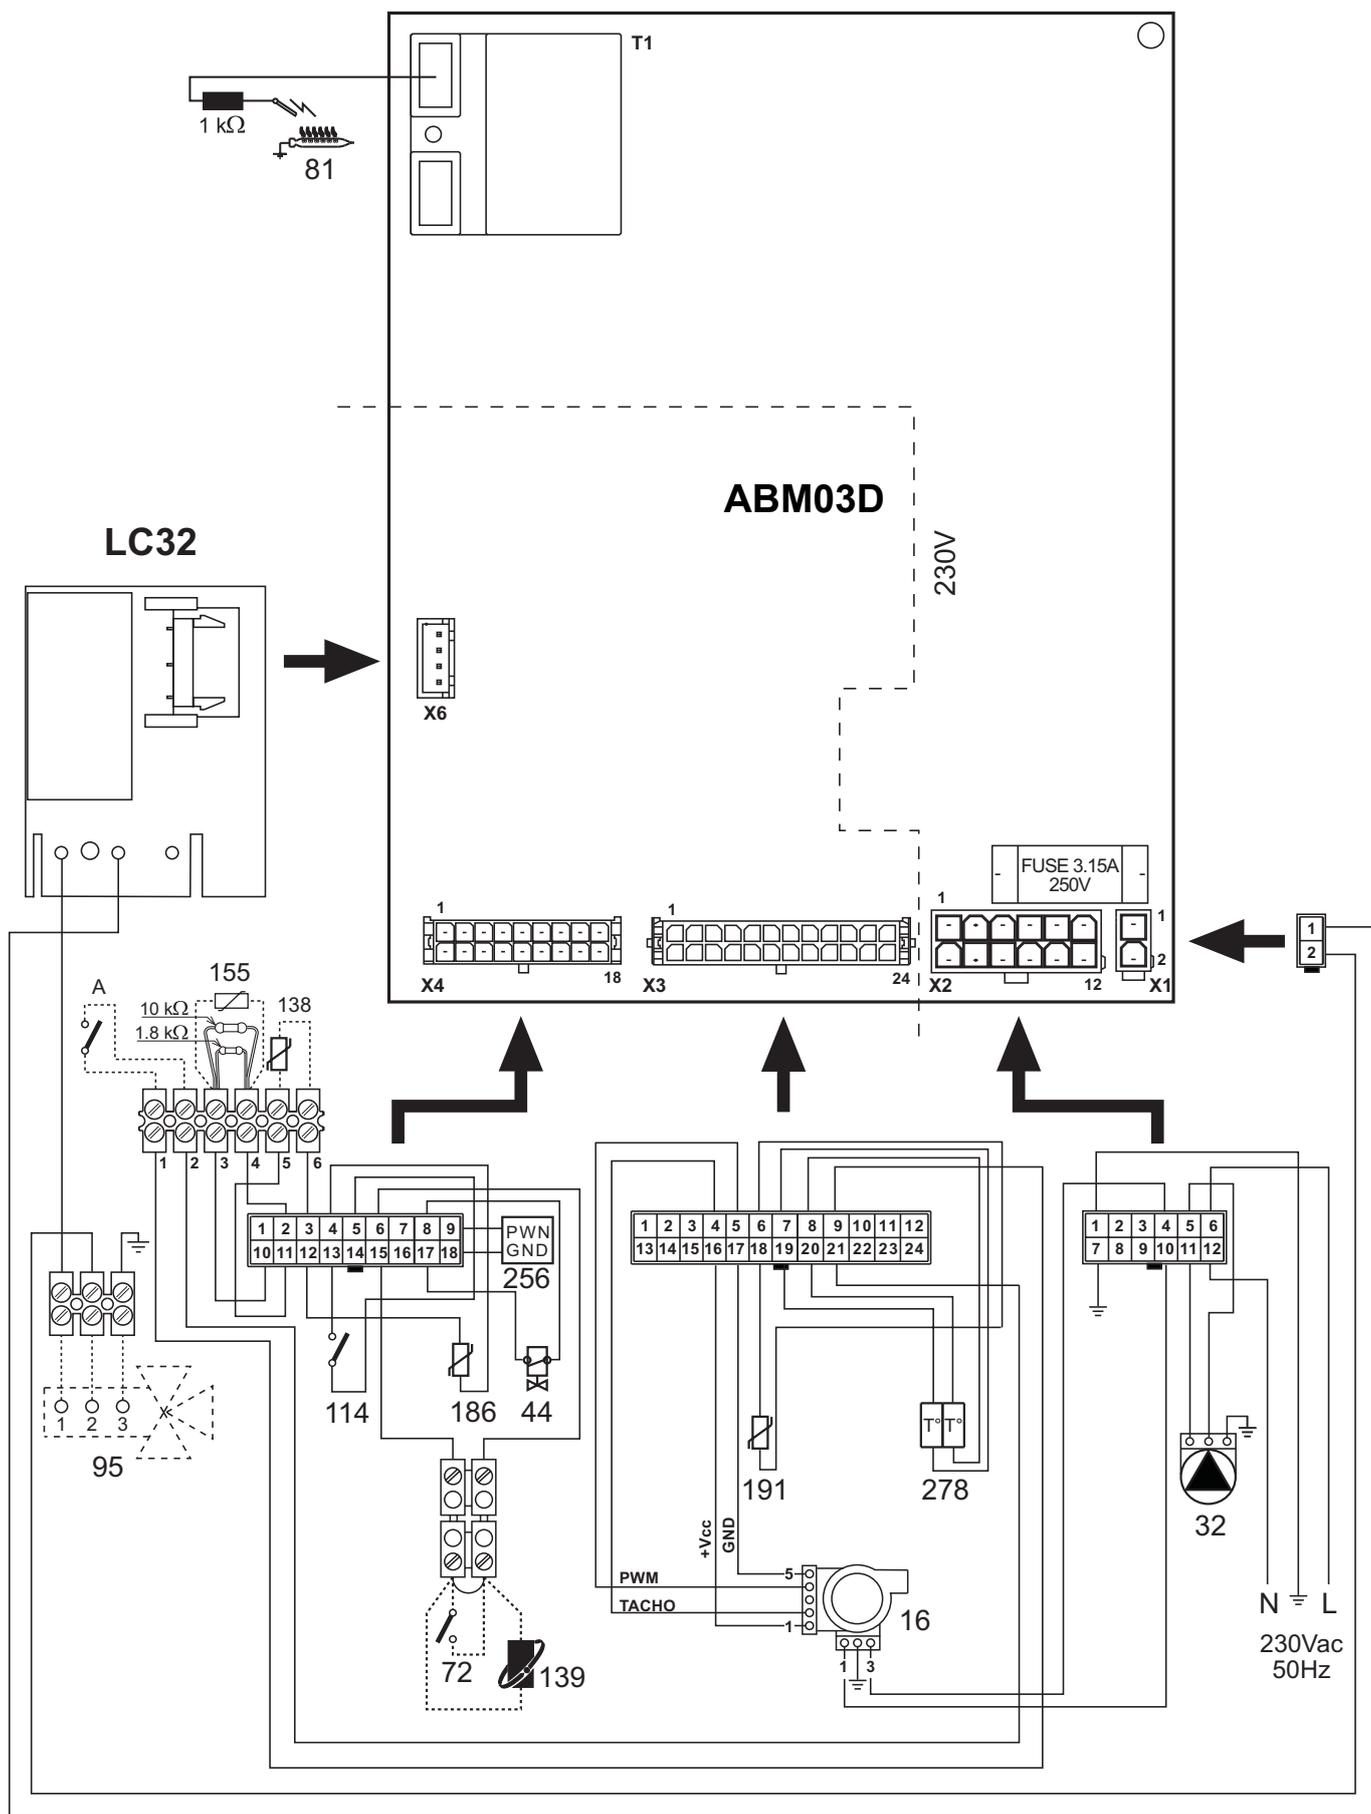 T1
1 kΩ
81
ABM03D
LC32
230V
X6
FUSE 3.15A
250V
1
1
1
1
1
2
2
X4
18
X3
24
X2
12
X1
155
A
138
10 kΩ
1.8 kΩ
1 2 3 4 5 6
1 2 3 4 5 6 7 8 9
10 11 12 13 14 15 16 17 18
PWN
GND
256
1 2 3 4 5 6 7 8 9 10 11 12
13 14 15 16 17 18 19 20 21 22 23 24
1 2 3 4 5 6
7 8 9 10 11 12
114
186
44
1 2 3
95
191
T° T°
278
32
+Vcc
GND
PWM
TACHO
5
1
16
1 3
72
139
N L
230Vac
50Hz